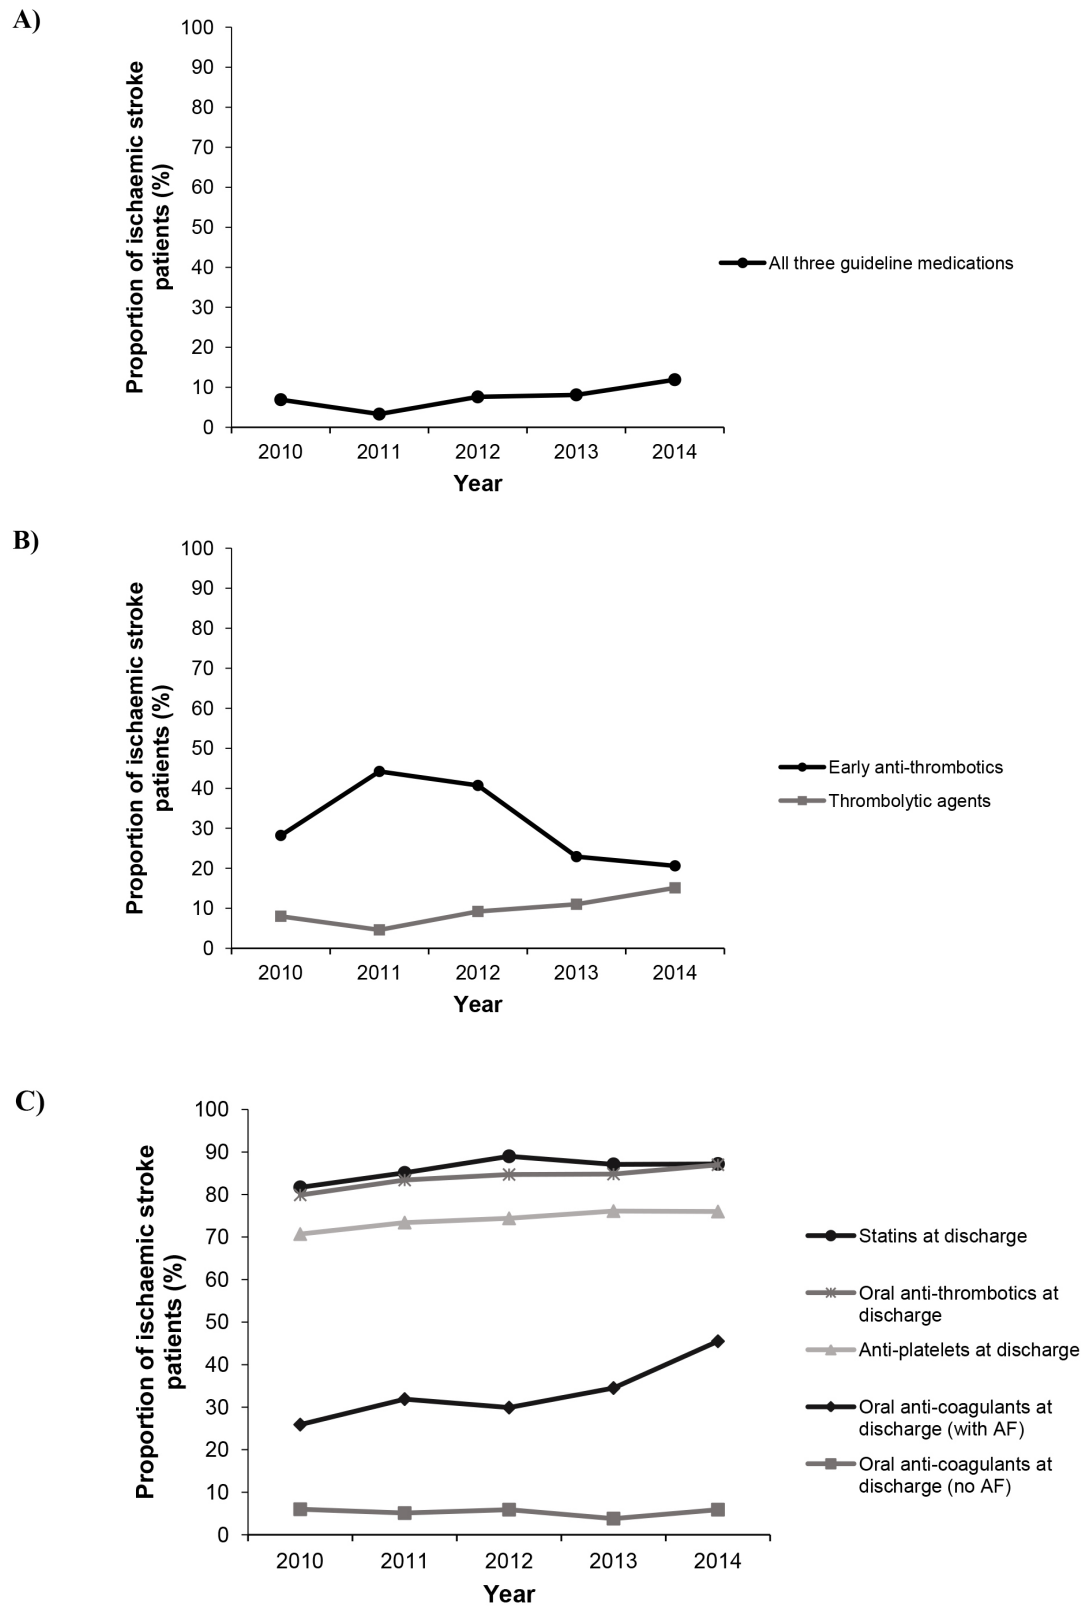 A)
Proportion of ischaemic stroke
patients (%)
100
90
80
70
60
50
40
30
20
10
0
2010 2011 2012 2013 2014
Year
All three guideline medications
B)
Proportion of ischaemic stroke
patients (%)
100
90
80
70
60
50
40
30
20
10
0
2010 2011 2012 2013 2014
Year
Early anti-thrombotics
Thrombolytic agents
C)
Proportion of ischaemic stroke
patients (%)
100
90
80
70
60
50
40
30
20
10
0
2010 2011 2012 2013 2014
Year
Statins at discharge
Oral anti-thrombotics at
discharge
Anti-platelets at discharge
Oral anti-coagulants at
discharge (with AF)
Oral anti-coagulants at
discharge (no AF)